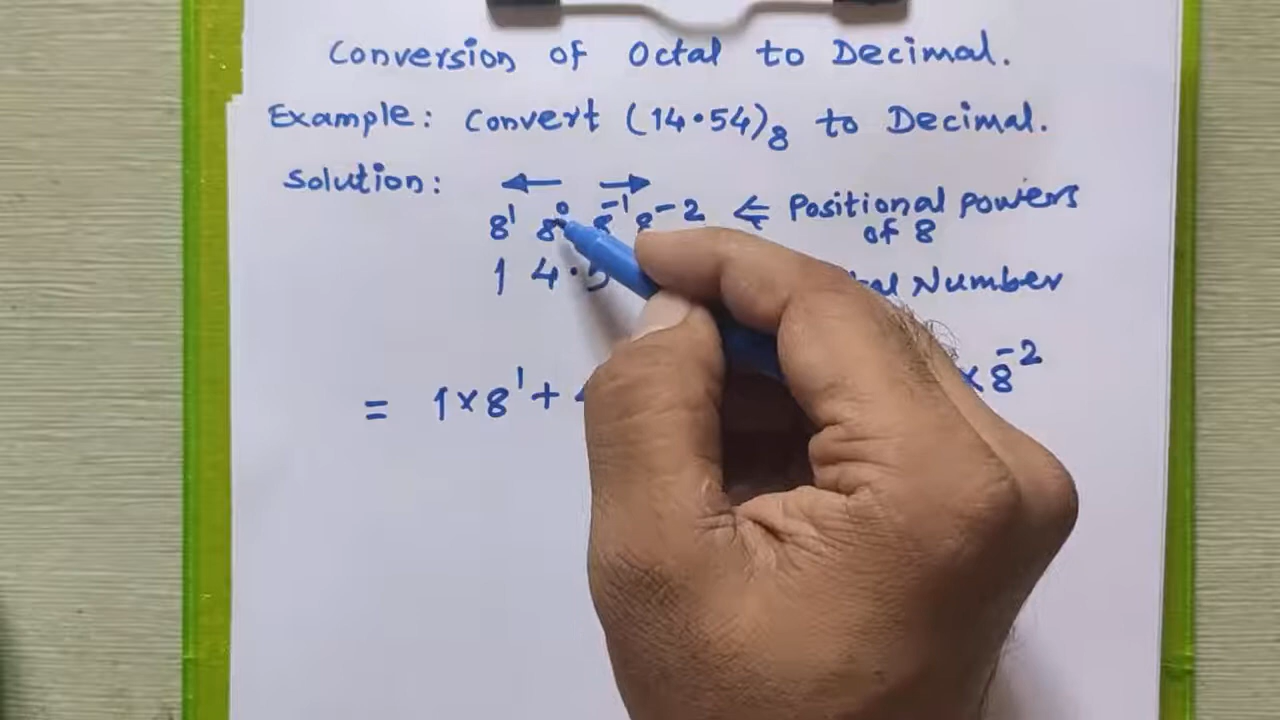 Conversion of Octal to Decimal.
Example: Convert (14.54)₈ to Decimal.
Solution:
8¹ 8⁰ 8⁻¹ 8⁻² ⇐ Positional powers
of 8
1 4.5 Number
= 1×8¹+ ×8⁻²